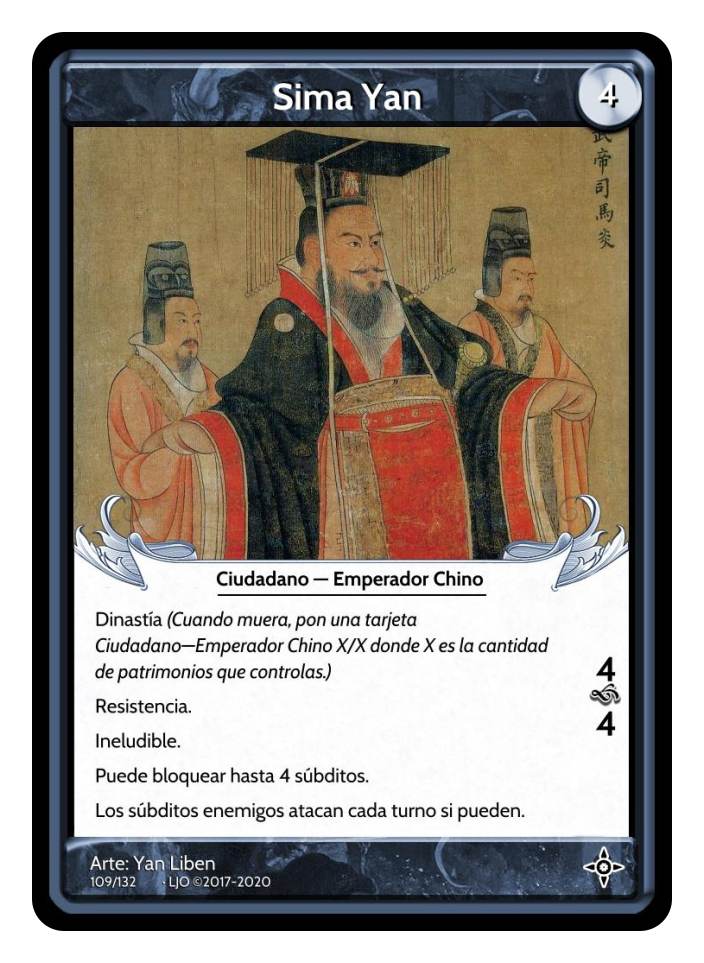 Sima Yan
4
武
帝
司
馬
炎
Ciudadano — Emperador Chino
Dinastía (Cuando muera, pon una tarjeta
Ciudadano—Emperador Chino X/X donde X es la cantidad
de patrimonios que controlas.)
Resistencia.
Ineludible.
Puede bloquear hasta 4 súbditos.
Los súbditos enemigos atacan cada turno si pueden.
4
4
Arte: Yan Liben
109/132 · LJO ©2017-2020